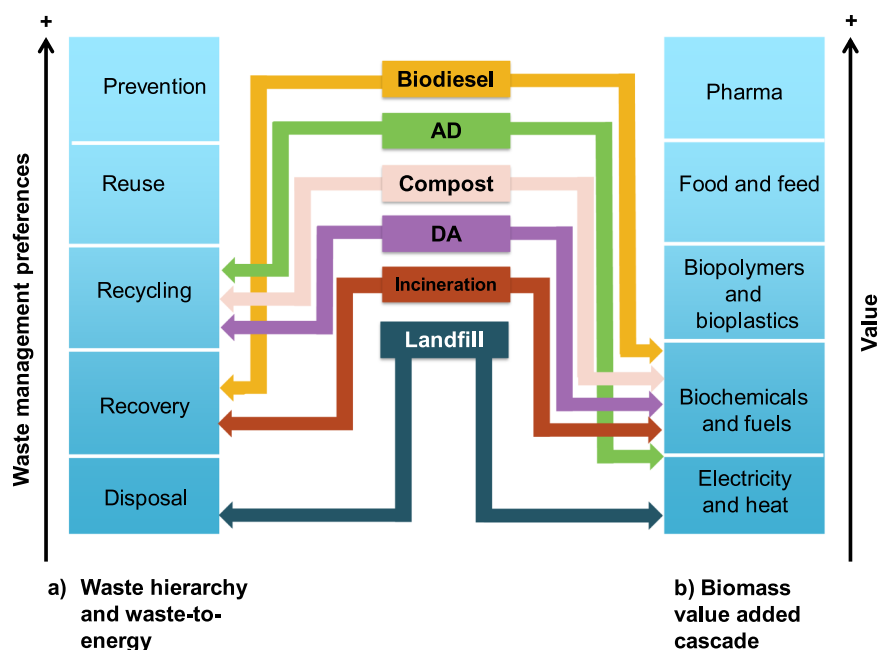 +
+
Waste management preferences
Prevention
Reuse
Recycling
Recovery
Disposal
Biodiesel
AD
Compost
DA
Incineration
Landfill
Pharma
Food and feed
Biopolymers
and
bioplastics
Biochemicals
and fuels
Electricity
and heat
Value
a) Waste hierarchy
and waste-to-
energy
b) Biomass
value added
cascade